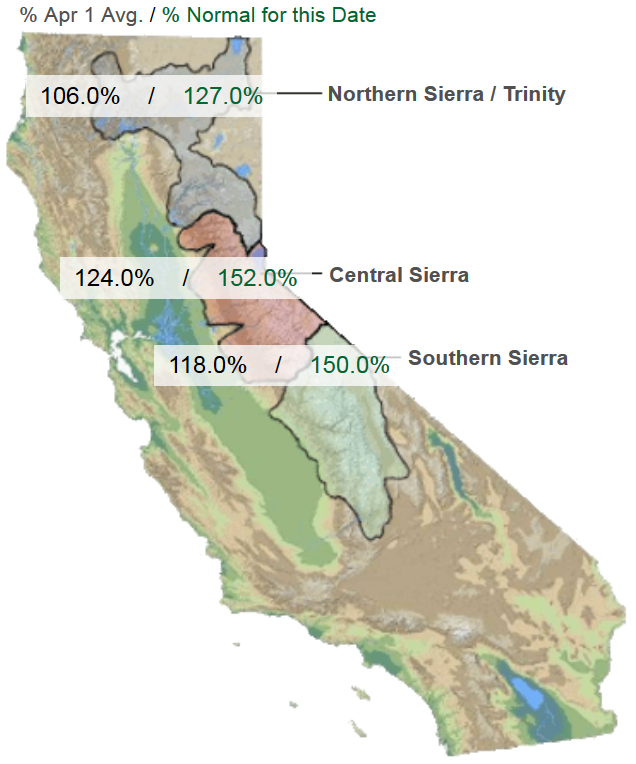 % Apr 1 Avg. / % Normal for this Date
106.0% / 127.0% Northern Sierra / Trinity
124.0% / 152.0% Central Sierra
118.0% / 150.0% Southern Sierra